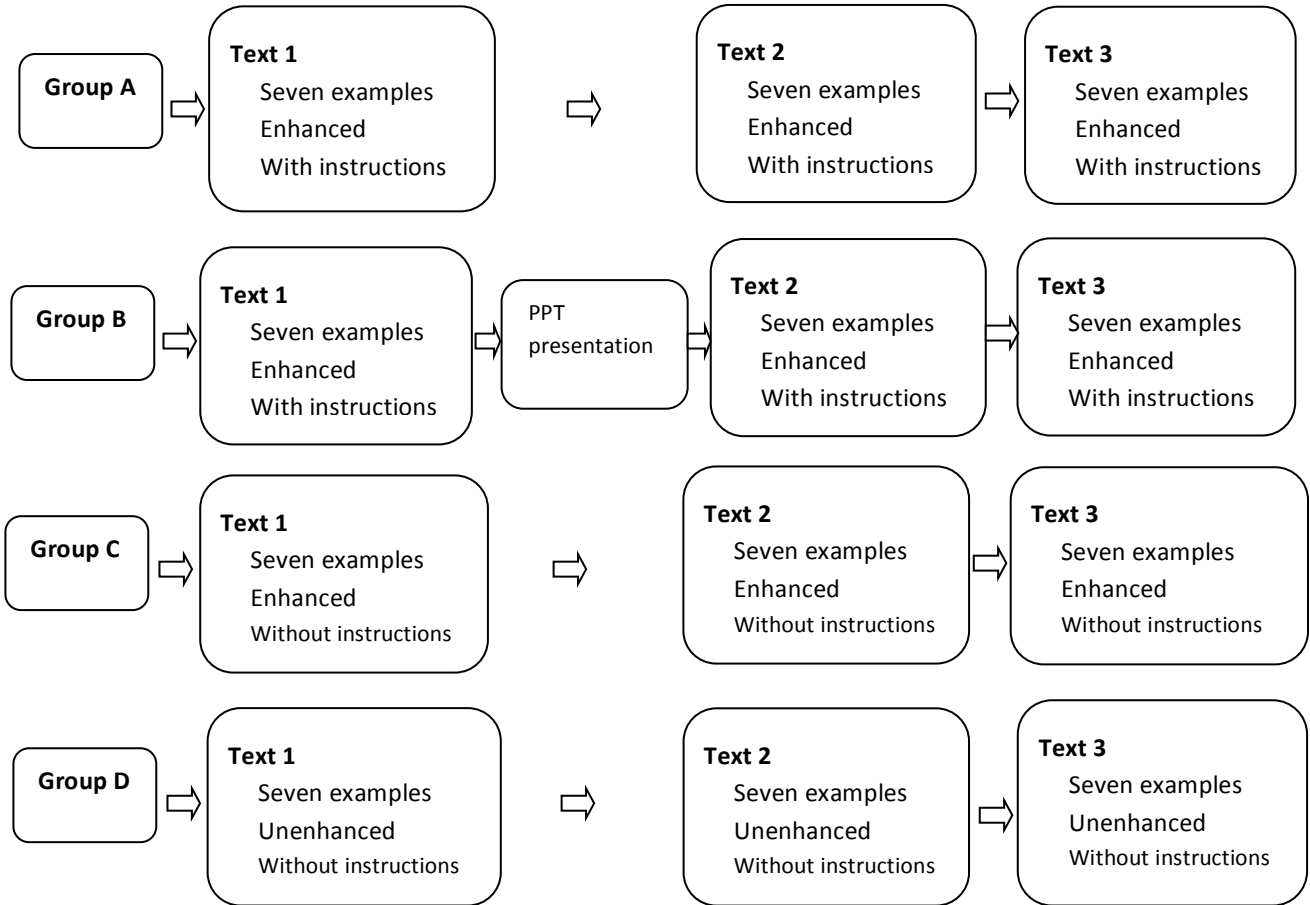 Group A
Text 1
Seven examples
Enhanced
With instructions
Text 2
Seven examples
Enhanced
With instructions
Text 3
Seven examples
Enhanced
With instructions
Group B
Text 1
Seven examples
Enhanced
With instructions
PPT
presentation
Text 2
Seven examples
Enhanced
With instructions
Text 3
Seven examples
Enhanced
With instructions
Group C
Text 1
Seven examples
Enhanced
Without instructions
Text 2
Seven examples
Enhanced
Without instructions
Text 3
Seven examples
Enhanced
Without instructions
Group D
Text 1
Seven examples
Unenhanced
Without instructions
Text 2
Seven examples
Unenhanced
Without instructions
Text 3
Seven examples
Unenhanced
Without instructions